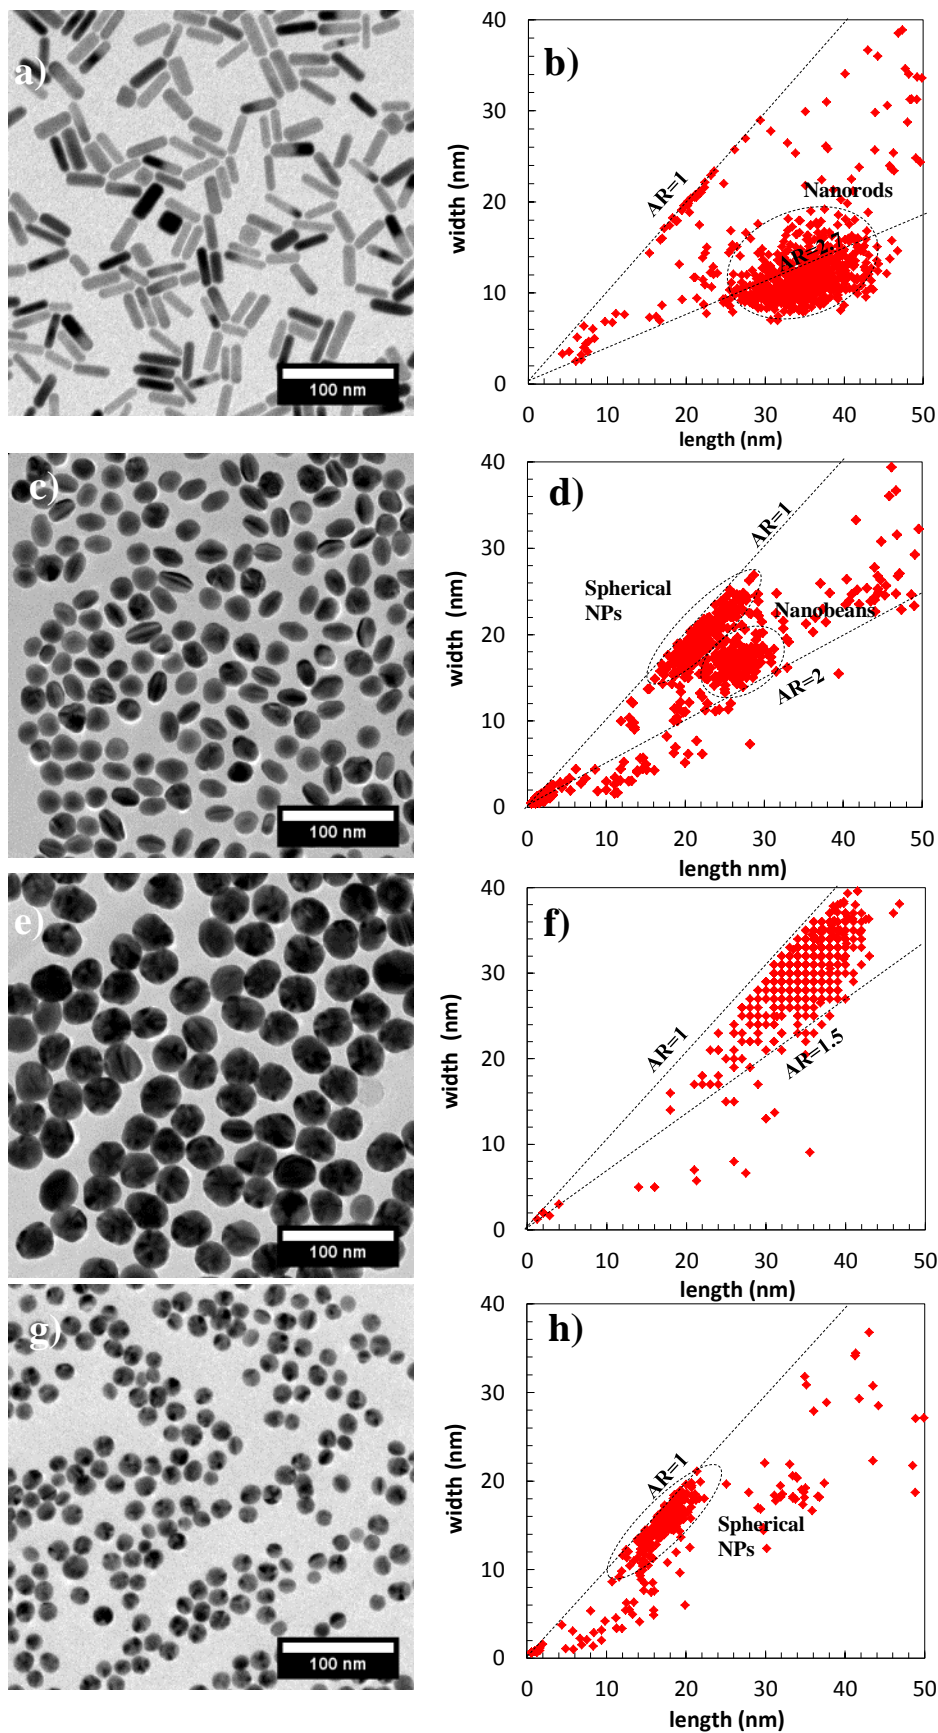 a)
100 nm
b)
40
30
20
10
0
width (nm)
AR=1
Nanorods
AR=2.7
0 10 20 30 40 50
length (nm)
c)
100 nm
d)
40
30
20
10
0
width (nm)
AR=1
Spherical
NPs
Nanobeans
AR=2
0 10 20 30 40 50
length nm)
e)
100 nm
f)
40
30
20
10
0
width (nm)
AR=1
AR=1.5
0 10 20 30 40 50
length (nm)
g)
100 nm
h)
40
30
20
10
0
width (nm)
AR=1
Spherical
NPs
0 10 20 30 40 50
length (nm)